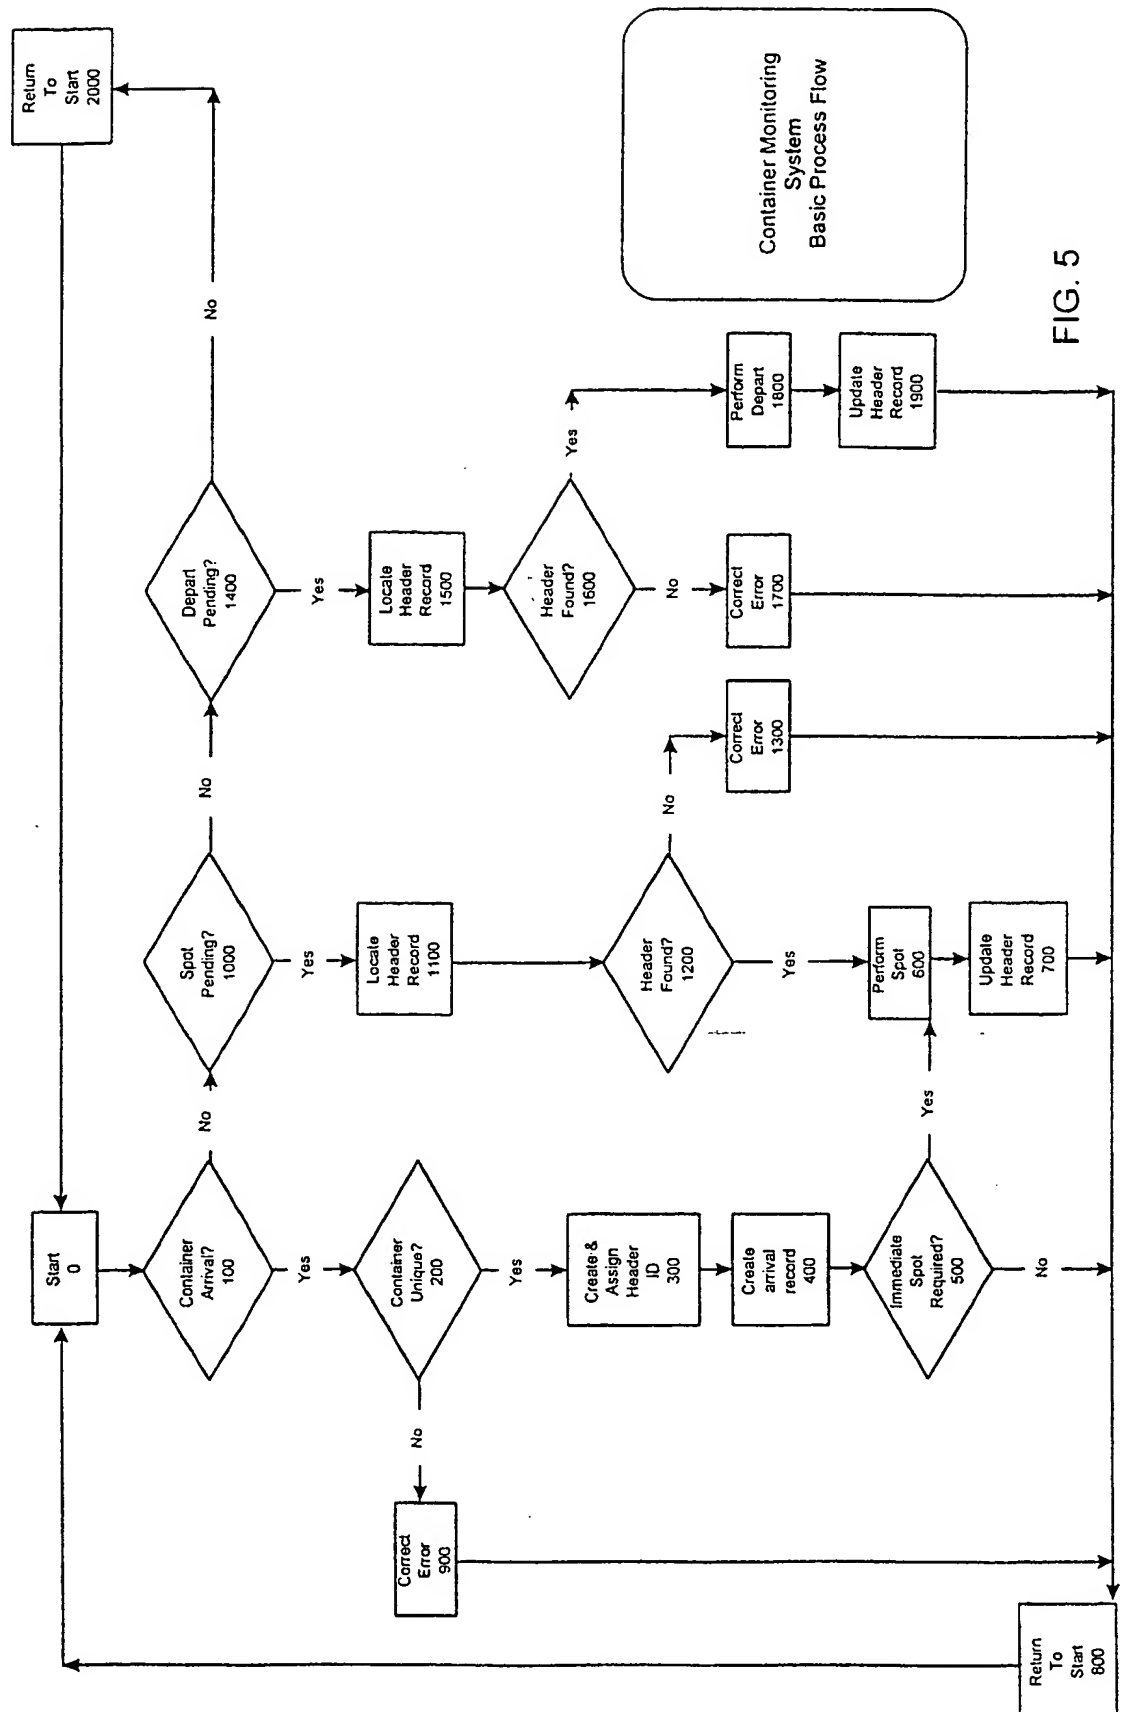 Start
0
Return
To
Start
2000
Container
Arrival?
100
No
Spot
Pending?
1000
No
Depart
Pending?
1400
No
Yes
Yes
Yes
Container
Unique?
200
Locate
Header
Record
1100
Locate
Header
Record
1500
No
Correct
Error
900
Yes
Create &
Assign
Header
ID
300
Header
Found?
1600
Yes
No
Header
Found?
1200
No
Create
arrival
record
400
Yes
Correct
Error
1300
Correct
Error
1700
Perform
Depart
1800
Immediate
Spot
Required?
500
Yes
Perform
Spot
600
Update
Header
Record
1900
No
Update
Header
Record
700
Return
To
Start
800
Container Monitoring
System
Basic Process Flow
FIG. 5